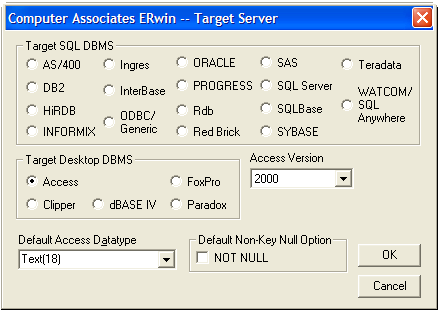 Computer Associates ERwin -- Target Server
Target SQL DBMS
AS/400
Ingres
ORACLE
SAS
Teradata
DB2
InterBase
PROGRESS
SQL Server
WATCOM/
SQL
Anywhere
HiRDB
ODBC/
Generic
Rdb
SQLBase
INFORMIX
Red Brick
SYBASE
Target Desktop DBMS
Access
FoxPro
Clipper
dBASE IV
Paradox
Access Version
2000
Default Access Datatype
Text(18)
Default Non-Key Null Option
NOT NULL
OK
Cancel